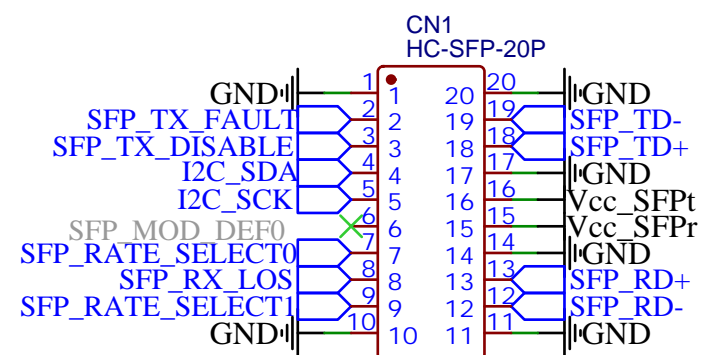 CN1
HC-SFP-20P
GND 1 1 20 20 GND
SFP_TX_FAULT 2 2 19 19 SFP_TD-
SFP_TX_DISABLE 3 3 18 18 SFP_TD+
I2C_SDA 4 4 17 17 GND
I2C_SCK 5 5 16 16 Vcc_SFPt
SFP_MOD_DEF0 6 6 15 15 Vcc_SFPr
SFP_RATE_SELECT0 7 7 14 14 GND
SFP_RX_LOS 8 8 13 13 SFP_RD+
SFP_RATE_SELECT1 9 9 12 12 SFP_RD-
GND 10 10 11 11 GND